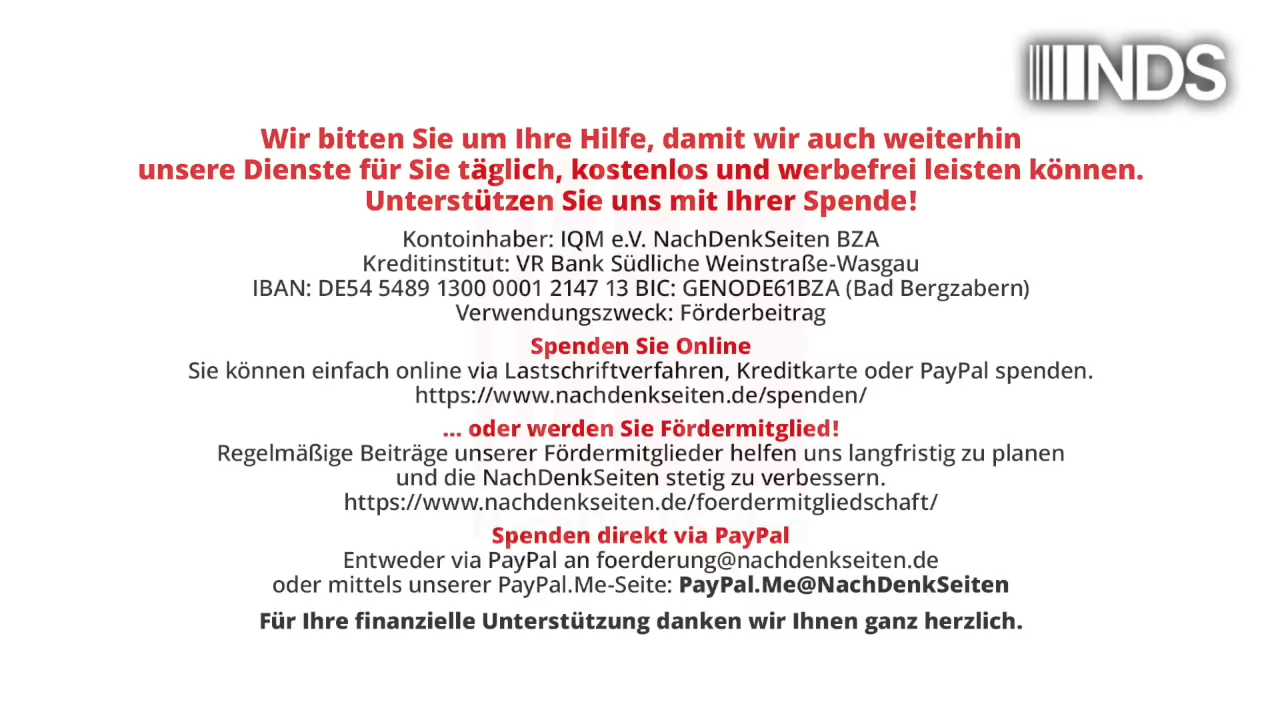 NDS
Wir bitten Sie um Ihre Hilfe, damit wir auch weiterhin
unsere Dienste für Sie täglich, kostenlos und werbefrei leisten können.
Unterstützen Sie uns mit Ihrer Spende!
Kontoinhaber: IQM e.V. NachDenkSeiten BZA
Kreditinstitut: VR Bank Südliche Weinstraße-Wasgau
IBAN: DE54 5489 1300 0001 2147 13 BIC: GENODE61BZA (Bad Bergzabern)
Verwendungszweck: Förderbeitrag
Spenden Sie Online
Sie können einfach online via Lastschriftverfahren, Kreditkarte oder PayPal spenden.
https://www.nachdenkseiten.de/spenden/
... oder werden Sie Fördermitglied!
Regelmäßige Beiträge unserer Fördermitglieder helfen uns langfristig zu planen
und die NachDenkSeiten stetig zu verbessern.
https://www.nachdenkseiten.de/foerdermitgliedschaft/
Spenden direkt via PayPal
Entweder via PayPal an foerderung@nachdenkseiten.de
oder mittels unserer PayPal.Me-Seite: PayPal.Me@NachDenkSeiten
Für Ihre finanzielle Unterstützung danken wir Ihnen ganz herzlich.